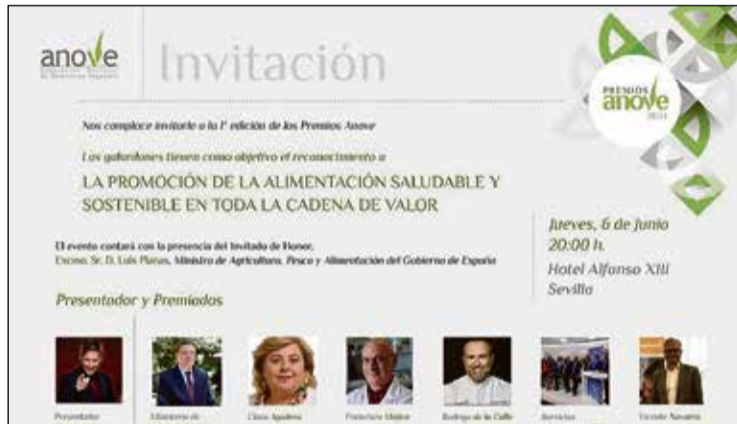 anove
Invitación
PREMIOS
anove
Nos complace invitarle a la 1ª edición de los Premios Anove
Los galardones tienen como objetivo el reconocimiento a
LA PROMOCIÓN DE LA ALIMENTACIÓN SALUDABLE Y
SOSTENIBLE EN TODA LA CADENA DE VALOR
Jueves, 6 de Junio
20:00 h.
Hotel Alfonso XIII
Sevilla
El evento contará con la presencia del Invitado de Honor,
Excmo. Sr. D. Luis Planas, Ministro de Agricultura, Pesca y Alimentación del Gobierno de España
Presentador y Premiados
Presentador
Ministerio de
Clara Aguilera
Francisco
Rodrigo de la Calle
Servicios
Vicente Navarro